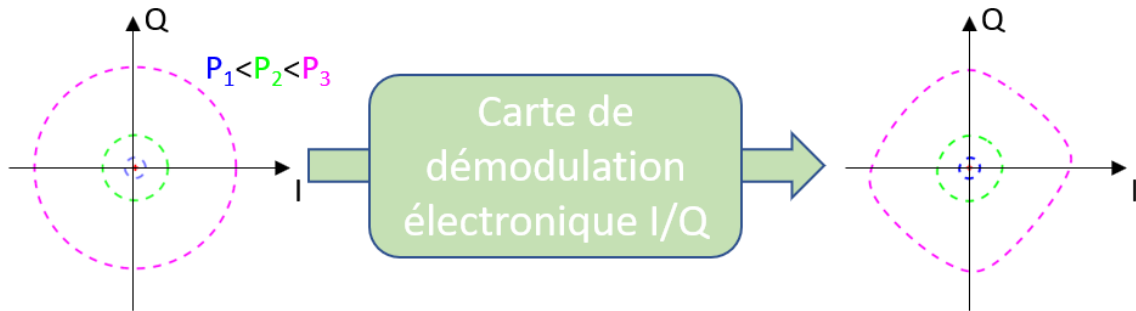 Q
P₁<P₂<P₃
I
Carte de
démodulation
électronique I/Q
Q
I